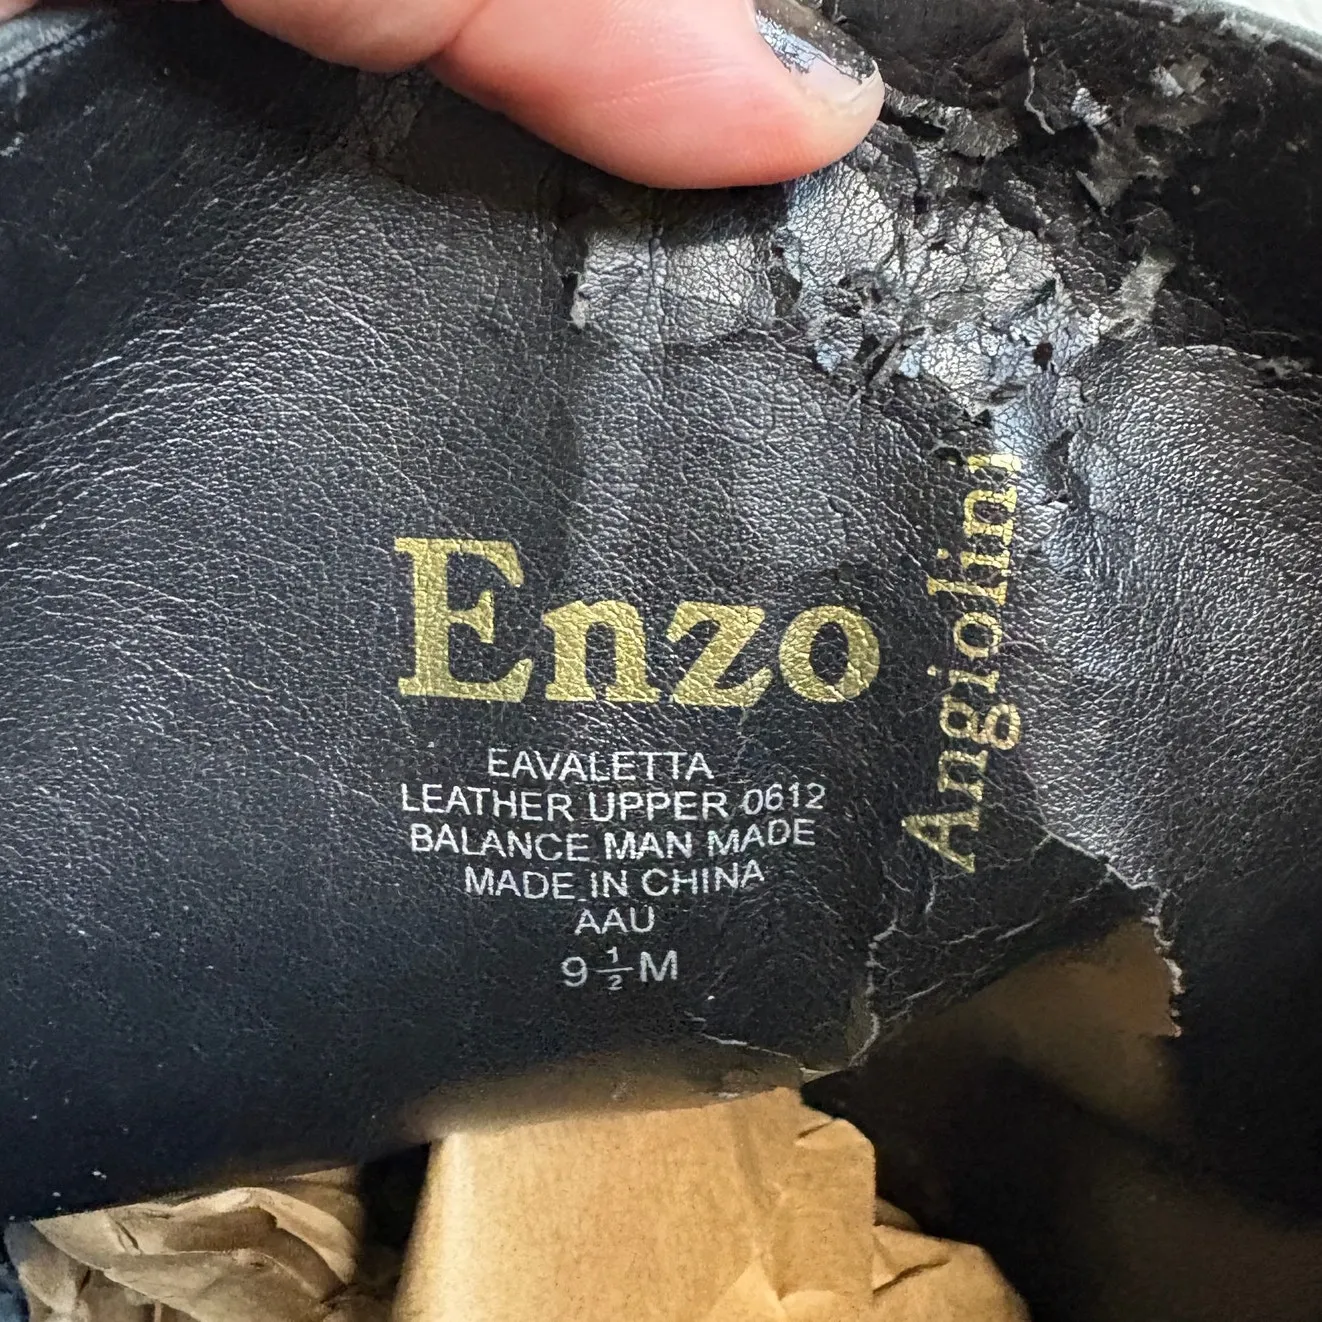 Enzo
Angiolini
EAVALETTA
LEATHER UPPER 0612
BALANCE MAN MADE
MADE IN CHINA
AAU
9 1/2 M